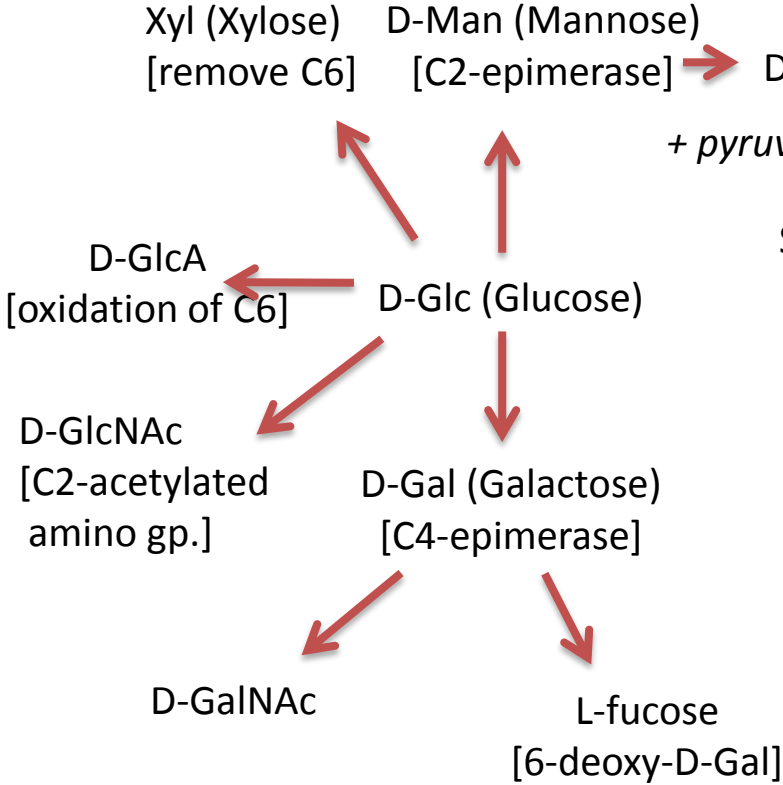 Xyl (Xylose)
[remove C6]
D-Man (Mannose)
[C2-epimerase]
D
+ pyruv
D-GlcA
[oxidation of C6]
D-Glc (Glucose)
D-GlcNAc
[C2-acetylated
amino gp.]
D-Gal (Galactose)
[C4-epimerase]
D-GalNAc
L-fucose
[6-deoxy-D-Gal]